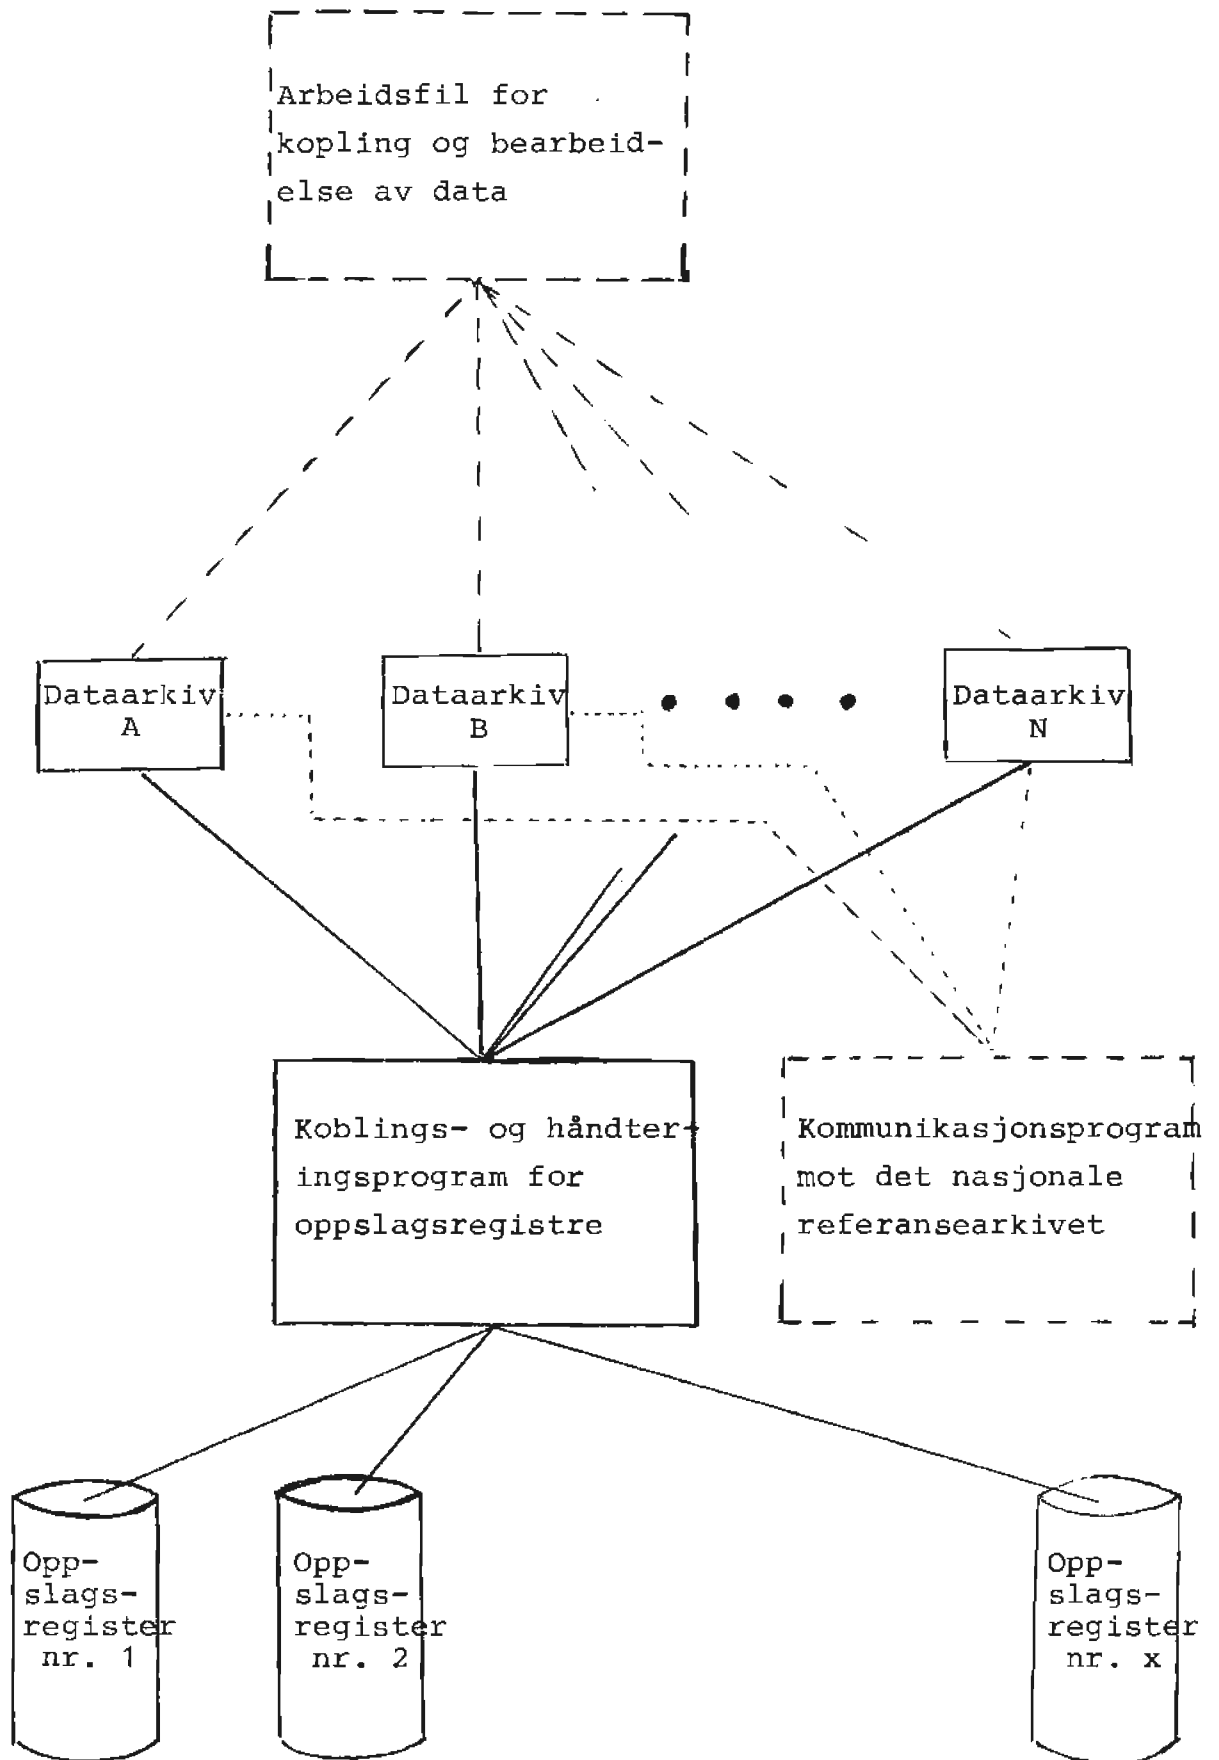 Arbeidsfil for
kopling og bearbeid-
else av data
Dataarkiv
A
Dataarkiv
B
Dataarkiv
N
Koblings- og håndter-
ingsprogram for
oppslagsregistre
Kommunikasjonsprogram
mot det nasjonale
referansearkivet
Opp-
slags-
register
nr. 1
Opp-
slags-
register
nr. 2
Opp-
slags-
register
nr. x